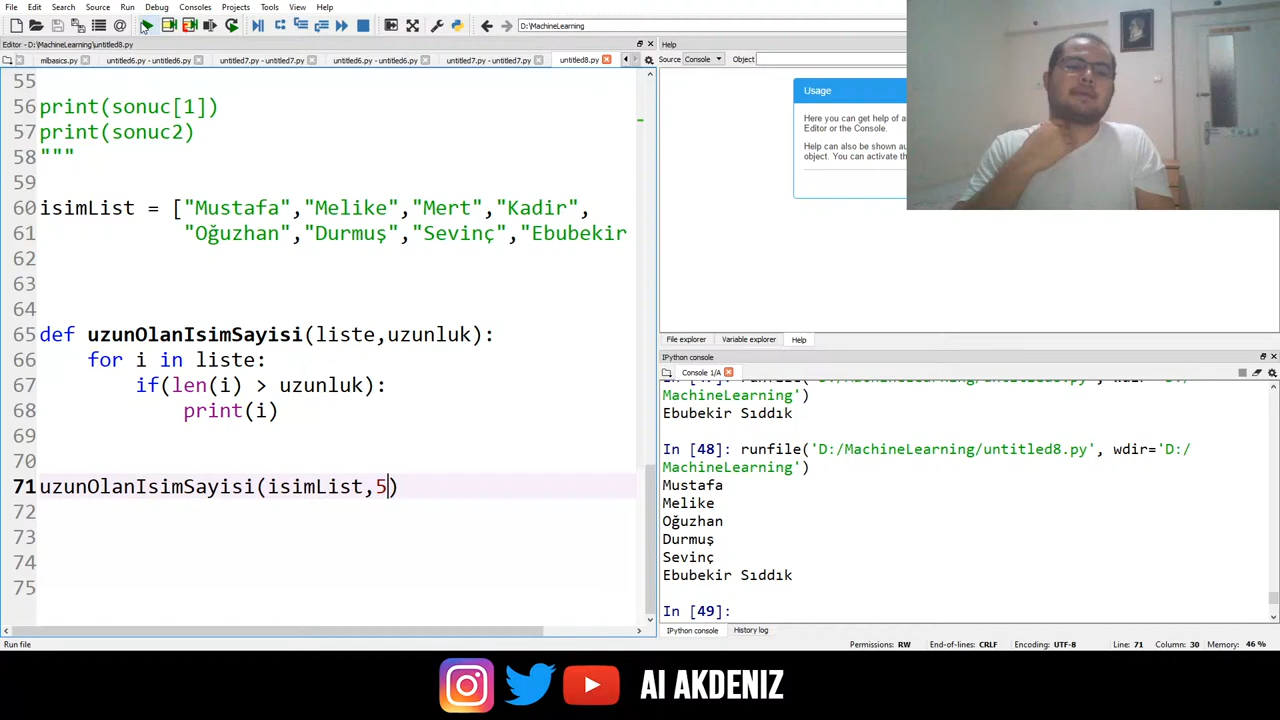 File Edit Search Source Run Debug Consoles Projects Tools View Help
D:/MachineLearning
Editor - D:/MachineLearning/untitled8.py
mlbasics.py untitled6.py - untitled6.py untitled7.py - untitled7.py untitled6.py - untitled6.py untitled7.py - untitled7.py untitled8.py
55
56 print(sonuc[1])
57 print(sonuc2)
58 """
59
60 isimList = ["Mustafa","Melike","Mert","Kadir",
61 "Oğuzhan","Durmuş","Sevinç","Ebubekir
62
63
64
65 def uzunOlanIsimSayisi(liste,uzunluk):
66 for i in liste:
67 if(len(i) > uzunluk):
68 print(i)
69
70
71 uzunOlanIsimSayisi(isimList,5)
72
73
74
75
Help
Source Console Object
Usage
Here you can get help of a
Editor or the Console.
Help can also be shown au
object. You can activate th
File explorer Variable explorer Help
IPython console
Console 1/A
MachineLearning')
Ebubekir Sıddık
In [48]: runfile('D:/MachineLearning/untitled8.py', wdir='D:/
MachineLearning')
Mustafa
Melike
Oğuzhan
Durmuş
Sevinç
Ebubekir Sıddık
In [49]:
IPython console History log
Run file Permissions: RW End-of-lines: CRLF Encoding: UTF-8 Line: 71 Column: 30 Memory: 46 %
AI AKDENIZ